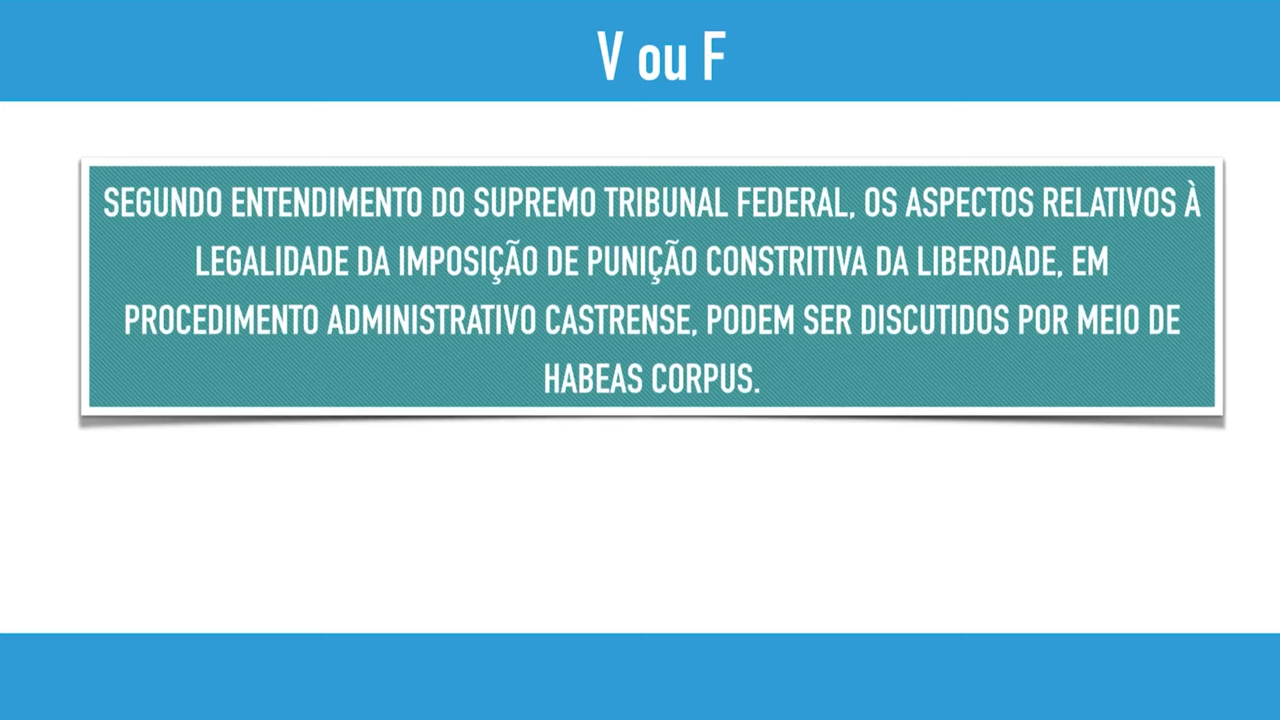 V ou F
SEGUNDO ENTENDIMENTO DO SUPREMO TRIBUNAL FEDERAL, OS ASPECTOS RELATIVOS À
LEGALIDADE DA IMPOSIÇÃO DE PUNIÇÃO CONSTRITIVA DA LIBERDADE, EM
PROCEDIMENTO ADMINISTRATIVO CASTRENSE, PODEM SER DISCUTIDOS POR MEIO DE
HABEAS CORPUS.